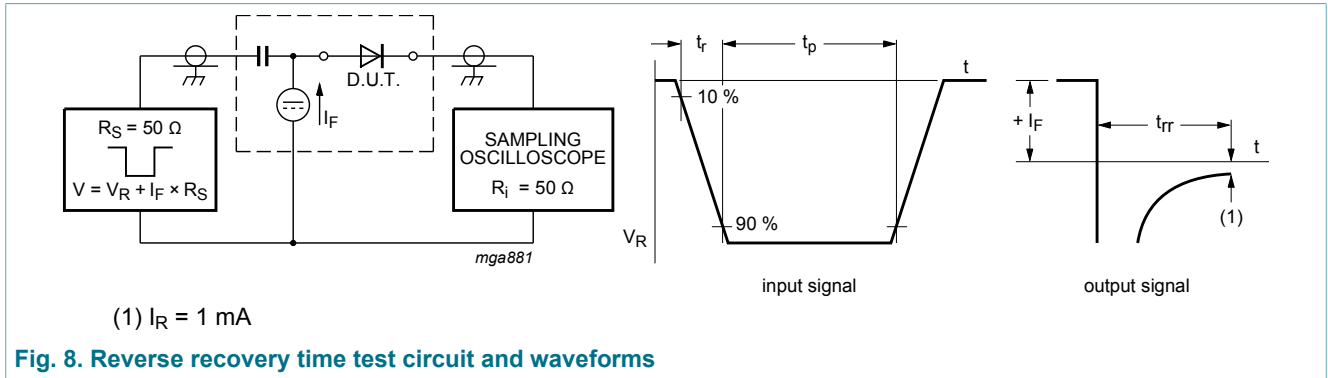 D.U.T.
I_F
R_S = 50 Ω
V = V_R + I_F × R_S
SAMPLING
OSCILLOSCOPE
R_i = 50 Ω
mga881
t_r
t_p
t
10 %
90 %
V_R
input signal
+ I_F
t_rr
t
(1)
output signal
(1) I_R = 1 mA
Fig. 8. Reverse recovery time test circuit and waveforms